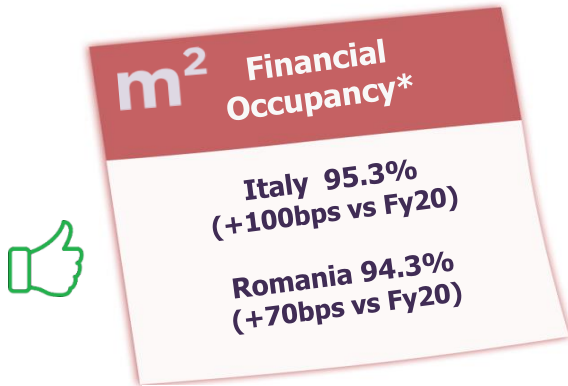 m²
Financial
Occupancy*
Italy 95.3%
(+100bps vs Fy20)
Romania 94.3%
(+70bps vs Fy20)